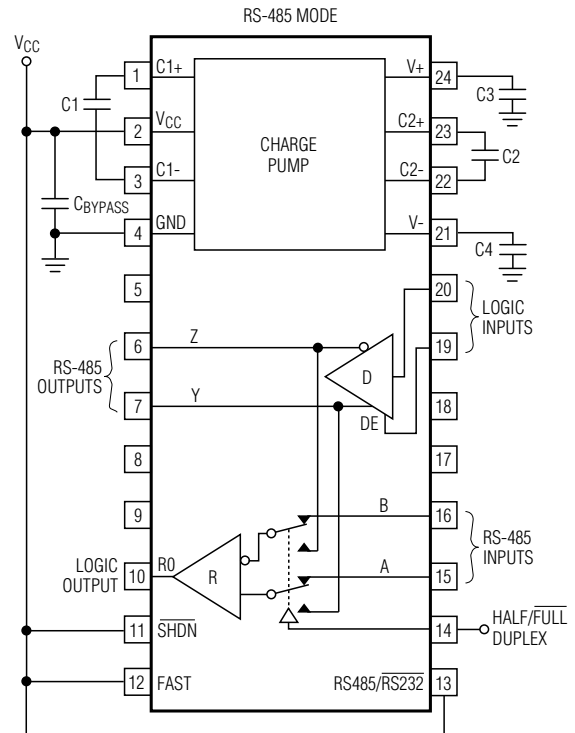 RS-485 MODE
VCC
1 C1+ V+ 24
C1 C3
2 VCC C2+ 23
CHARGE
PUMP
C2
3 C1- C2- 22
CBYPASS
4 GND V- 21
C4
5 20
LOGIC
INPUTS
6 Z 19
D
RS-485
OUTPUTS
7 Y 18
DE
8 17
9 B 16
RS-485
INPUTS
LOGIC
OUTPUT
10 R0 R A 15
11 SHDN 14 HALF/FULL
DUPLEX
12 FAST RS485/RS232 13